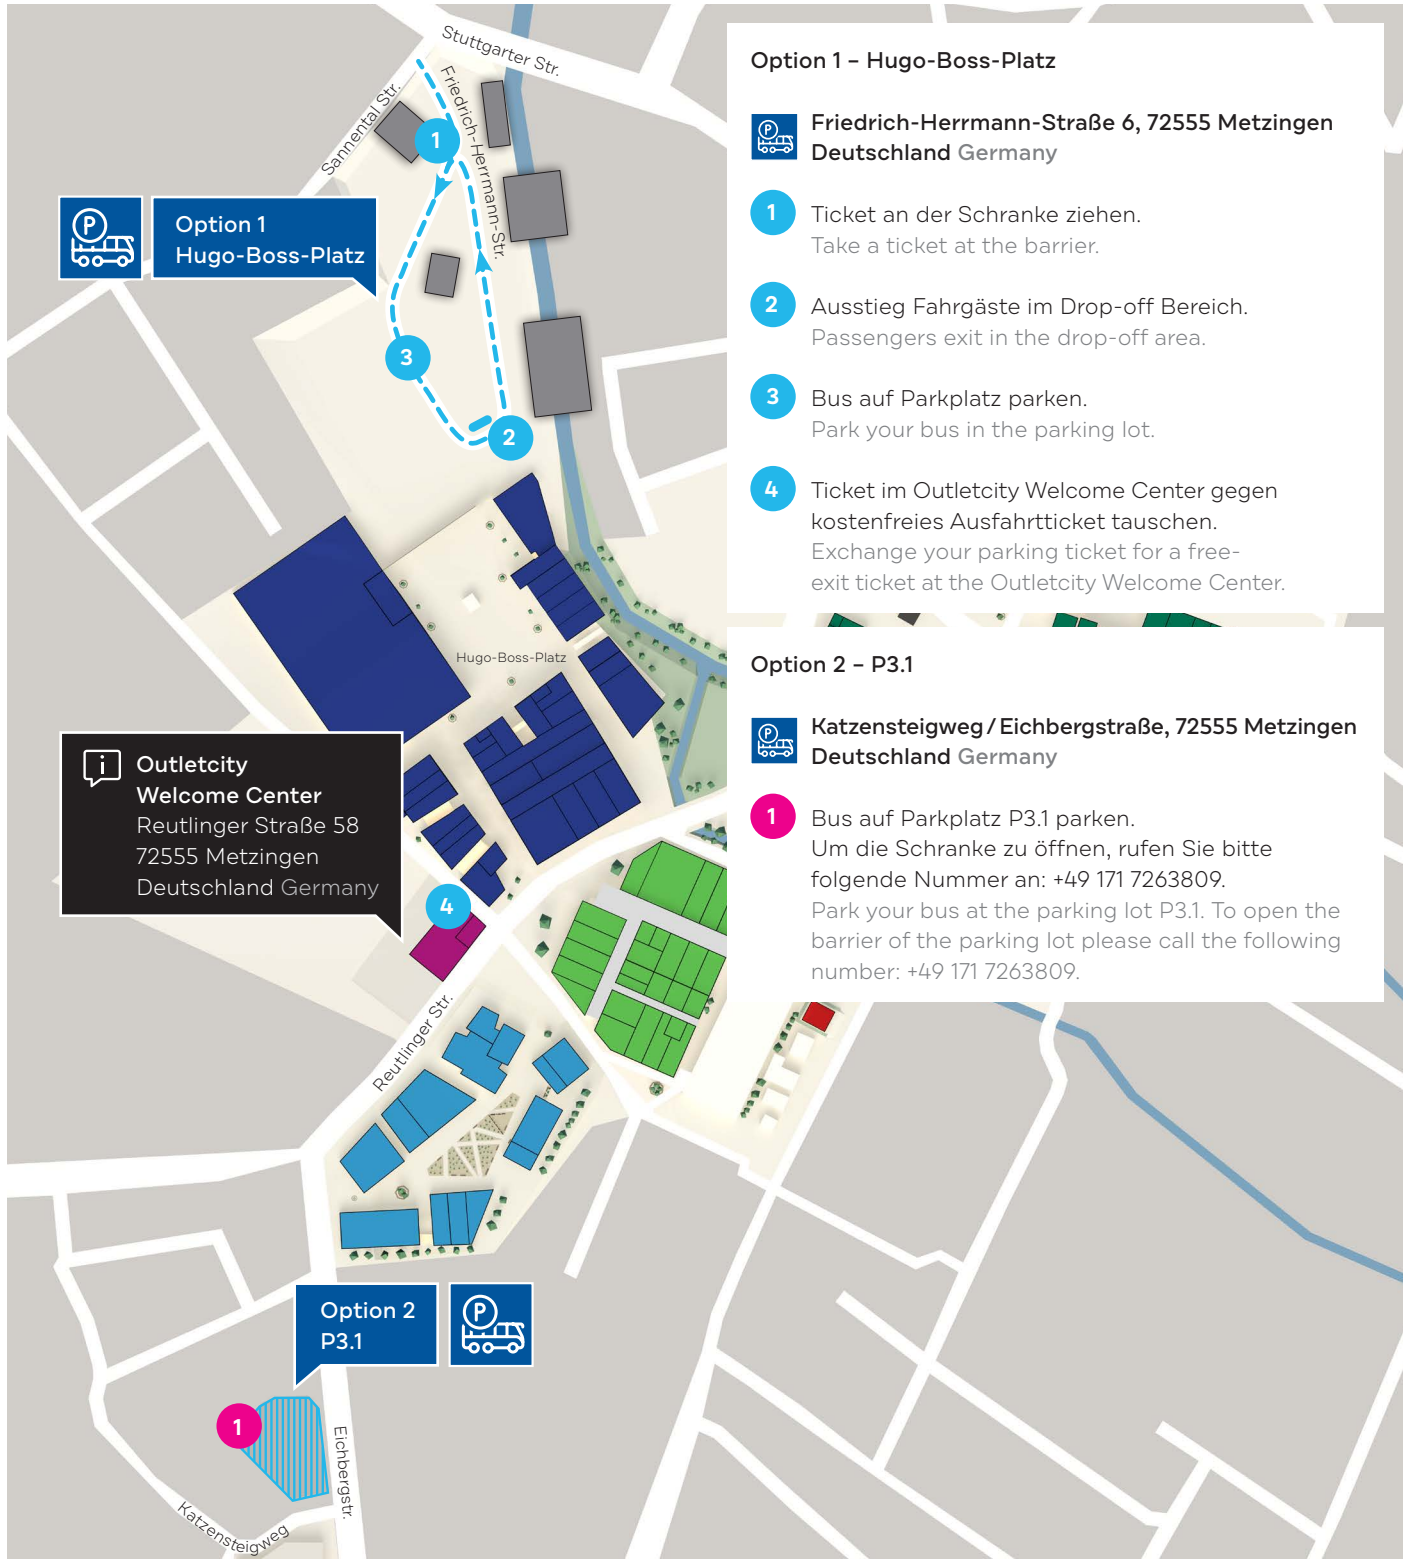 Stuttgarter Str.
Friedrich-Herrmann-Str.
Sannental Str.
1
P
Option 1
Hugo-Boss-Platz
3
2
Hugo-Boss-Platz
i
Outletcity
Welcome Center
Reutlinger Straße 58
72555 Metzingen
Deutschland Germany
4
Reutlinger Str.
Option 2
P3.1
P
1
Eichbergstr.
Katzensteigweg
Option 1 – Hugo-Boss-Platz
P
Friedrich-Herrmann-Straße 6, 72555 Metzingen
Deutschland Germany
1 Ticket an der Schranke ziehen.
Take a ticket at the barrier.
2 Ausstieg Fahrgäste im Drop-off Bereich.
Passengers exit in the drop-off area.
3 Bus auf Parkplatz parken.
Park your bus in the parking lot.
4 Ticket im Outletcity Welcome Center gegen
kostenfreies Ausfahrtticket tauschen.
Exchange your parking ticket for a free-
exit ticket at the Outletcity Welcome Center.
Option 2 – P3.1
P
Katzensteigweg / Eichbergstraße, 72555 Metzingen
Deutschland Germany
1 Bus auf Parkplatz P3.1 parken.
Um die Schranke zu öffnen, rufen Sie bitte
folgende Nummer an: +49 171 7263809.
Park your bus at the parking lot P3.1. To open the
barrier of the parking lot please call the following
number: +49 171 7263809.